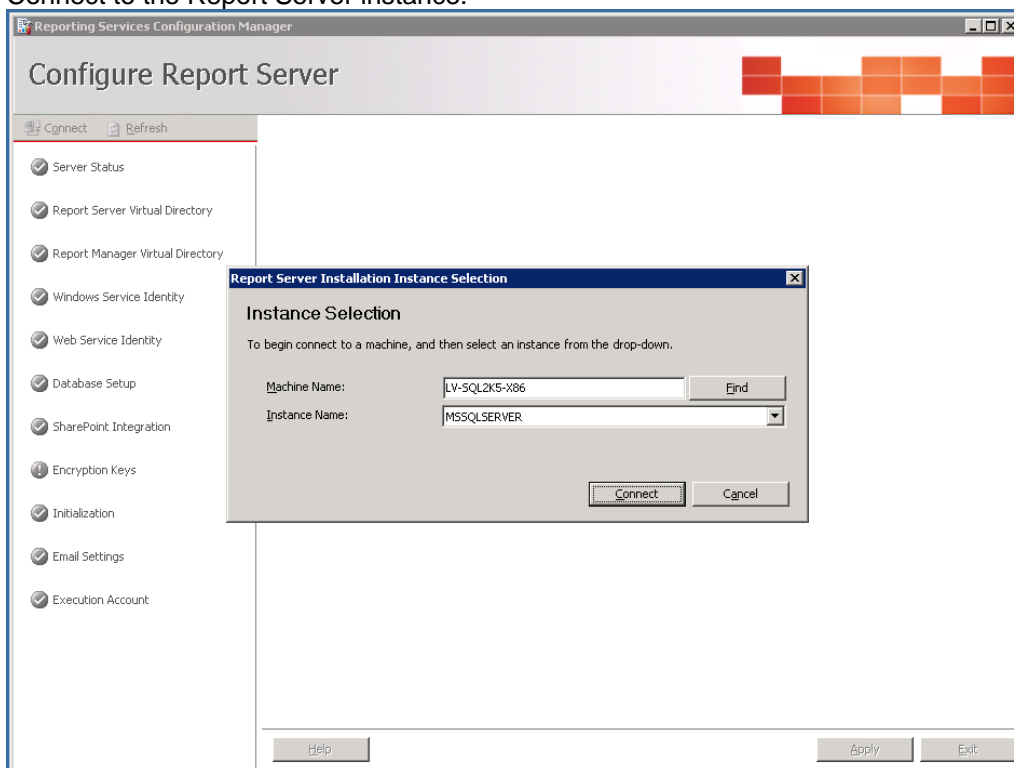 Connect to the Report Server instance.
Reporting Services Configuration Manager
Configure Report Server
Connect Refresh
Server Status
Report Server Virtual Directory
Report Manager Virtual Directory
Windows Service Identity
Web Service Identity
Database Setup
SharePoint Integration
Encryption Keys
Initialization
Email Settings
Execution Account
Report Server Installation Instance Selection
Instance Selection
To begin connect to a machine, and then select an instance from the drop-down.
Machine Name: LV-SQL2K5-X86 Find
Instance Name: MSSQLSERVER
Connect Cancel
Help Apply Exit